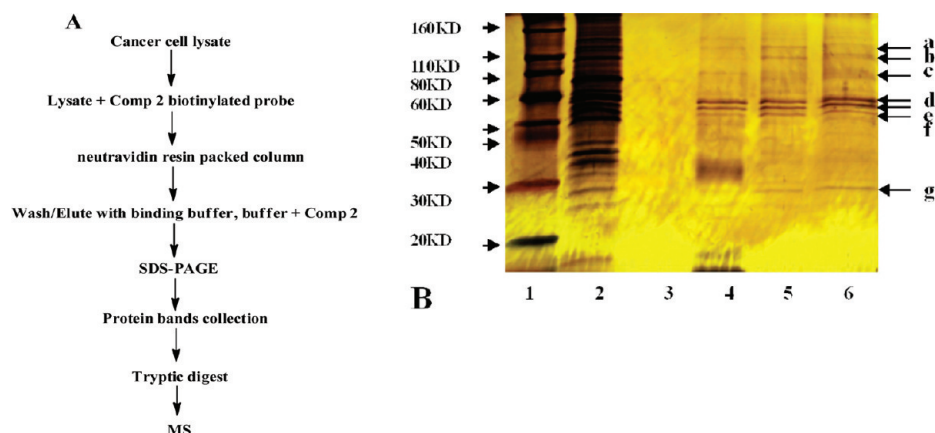 A
Cancer cell lysate
Lysate + Comp 2 biotinylated probe
neutravidin resin packed column
Wash/Elute with binding buffer, buffer + Comp 2
SDS-PAGE
Protein bands collection
Tryptic digest
MS
160KD
110KD
80KD
60KD
50KD
40KD
30KD
20KD
a
b
c
d
e
f
g
B
1 2 3 4 5 6